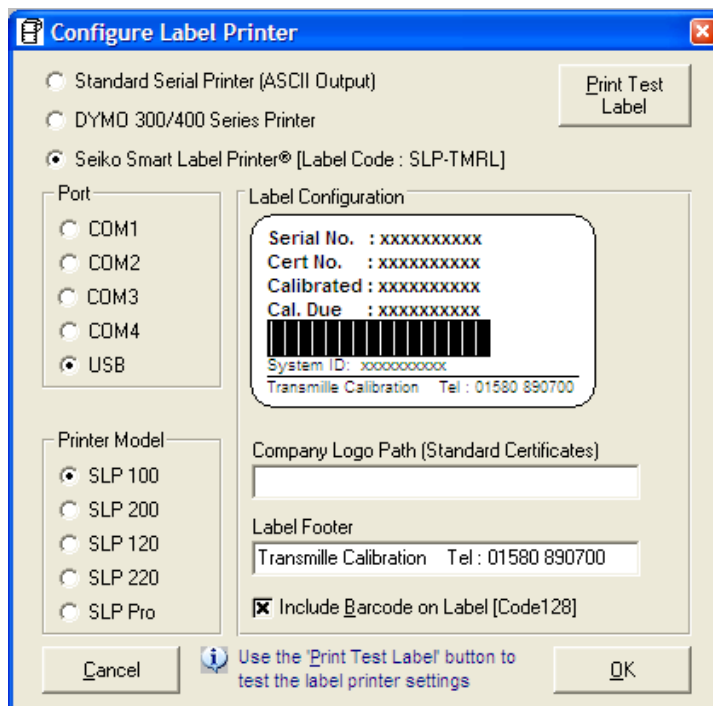 Configure Label Printer
Standard Serial Printer (ASCII Output)
Print Test
Label
DYMO 300/400 Series Printer
Seiko Smart Label Printer® [Label Code : SLP-TMRL]
Port
COM1
COM2
COM3
COM4
USB
Label Configuration
Serial No. : xxxxxxxxxx
Cert No. : xxxxxxxxxx
Calibrated : xxxxxxxxxx
Cal. Due : xxxxxxxxxx
System ID: xxxxxxxxxx
Transmille Calibration Tel : 01580 890700
Printer Model
SLP 100
SLP 200
SLP 120
SLP 220
SLP Pro
Company Logo Path (Standard Certificates)
Label Footer
Transmille Calibration Tel : 01580 890700
Include Barcode on Label [Code128]
Cancel
Use the 'Print Test Label' button to
test the label printer settings
OK